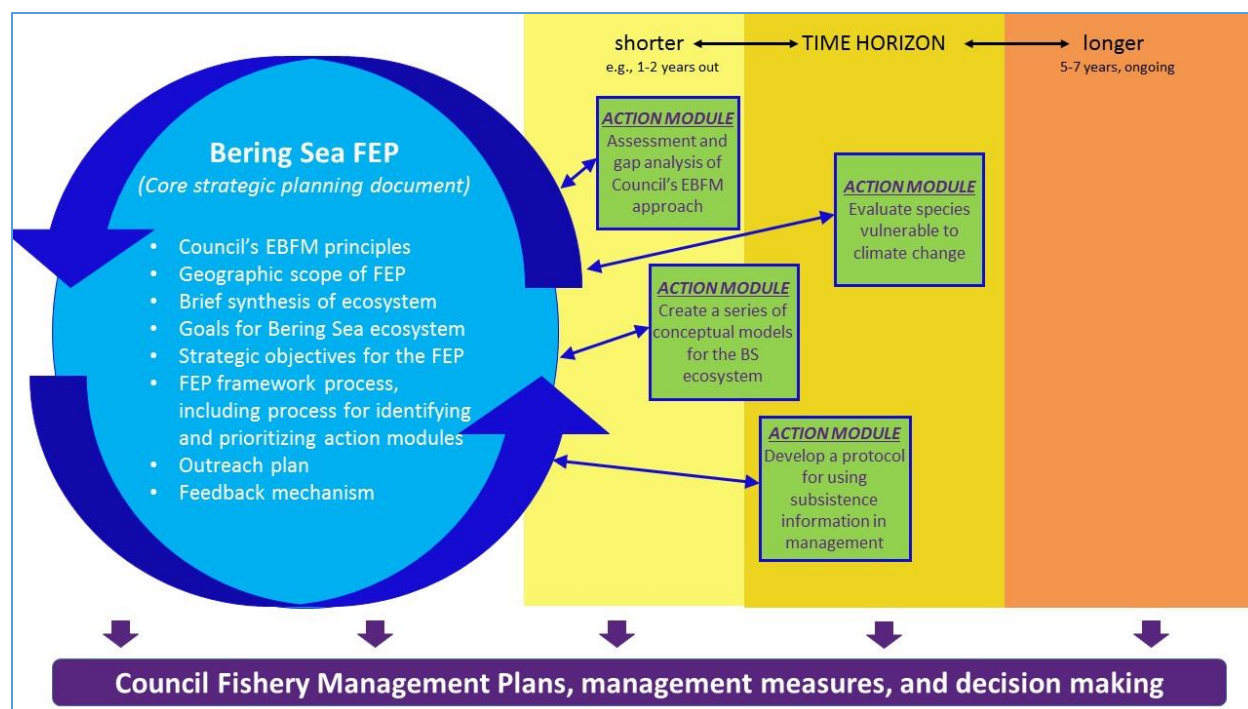 shorter TIME HORIZON longer
e.g., 1-2 years out 5-7 years, ongoing
Bering Sea FEP
(Core strategic planning document)
• Council's EBFM principles
• Geographic scope of FEP
• Brief synthesis of ecosystem
• Goals for Bering Sea ecosystem
• Strategic objectives for the FEP
• FEP framework process,
including process for identifying
and prioritizing action modules
• Outreach plan
• Feedback mechanism
ACTION MODULE
Assessment and
gap analysis of
Council's EBFM
approach
ACTION MODULE
Evaluate species
vulnerable to
climate change
ACTION MODULE
Create a series of
conceptual models
for the BS
ecosystem
ACTION MODULE
Develop a protocol
for using
subsistence
information in
management
Council Fishery Management Plans, management measures, and decision making